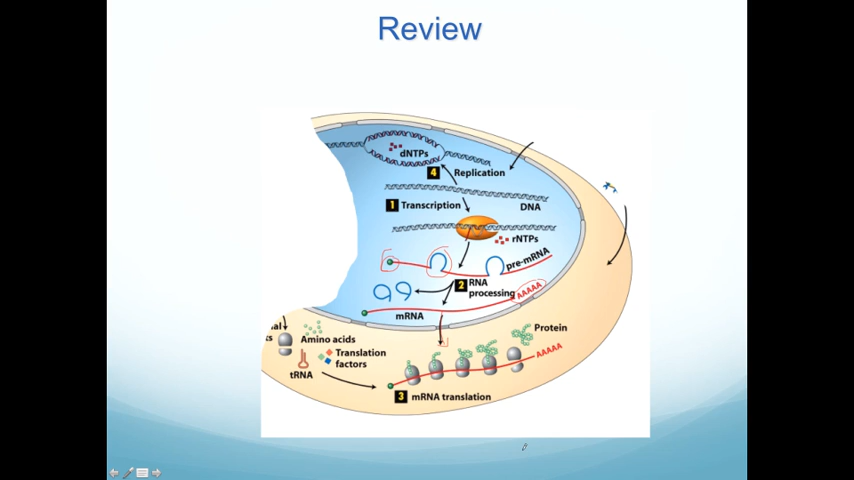 Review
dNTPs
4 Replication
1 Transcription
DNA
rNTPs
pre-mRNA
2 RNA
processing
AAAAA
mRNA
Protein
Amino acids
Translation
factors
tRNA
AAAAA
3 mRNA translation